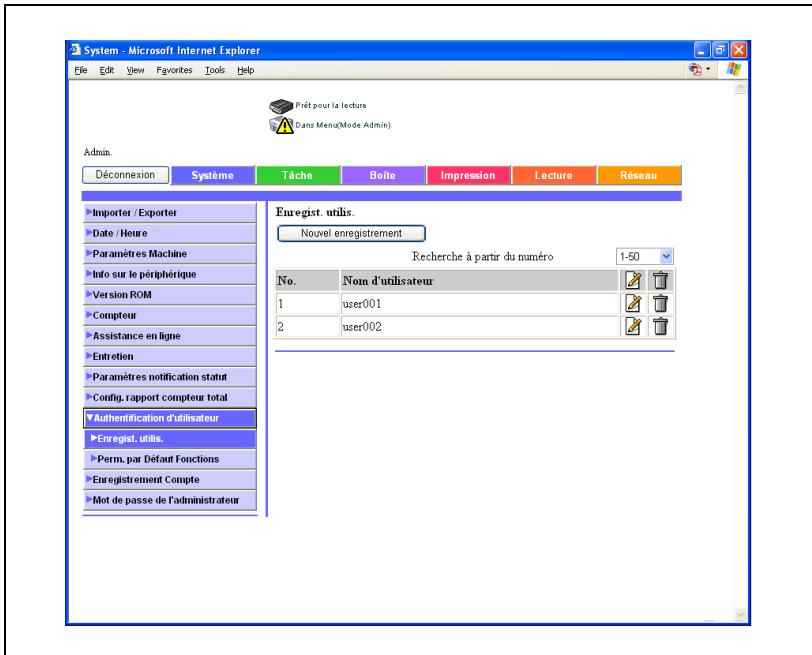 System - Microsoft Internet Explorer
File Edit View Favorites Tools Help
Prêt pour la lecture
Dans Menu(Mode Admin)
Admin.
Déconnexion Système Tâche Boîte Impression Lecture Réseau
Importer / Exporter
Date / Heure
Paramètres Machine
Info sur le périphérique
Version ROM
Compteur
Assistance en ligne
Entretien
Paramètres notification statut
Config. rapport compteur total
Authentification d'utilisateur
Enregist. utilis.
Perm. par Défaut Fonctions
Enregistrement Compte
Mot de passe de l'administrateur
Enregist. utilis.
Nouvel enregistrement
Recherche à partir du numéro 1-50
No. Nom d'utilisateur
1 user001
2 user002